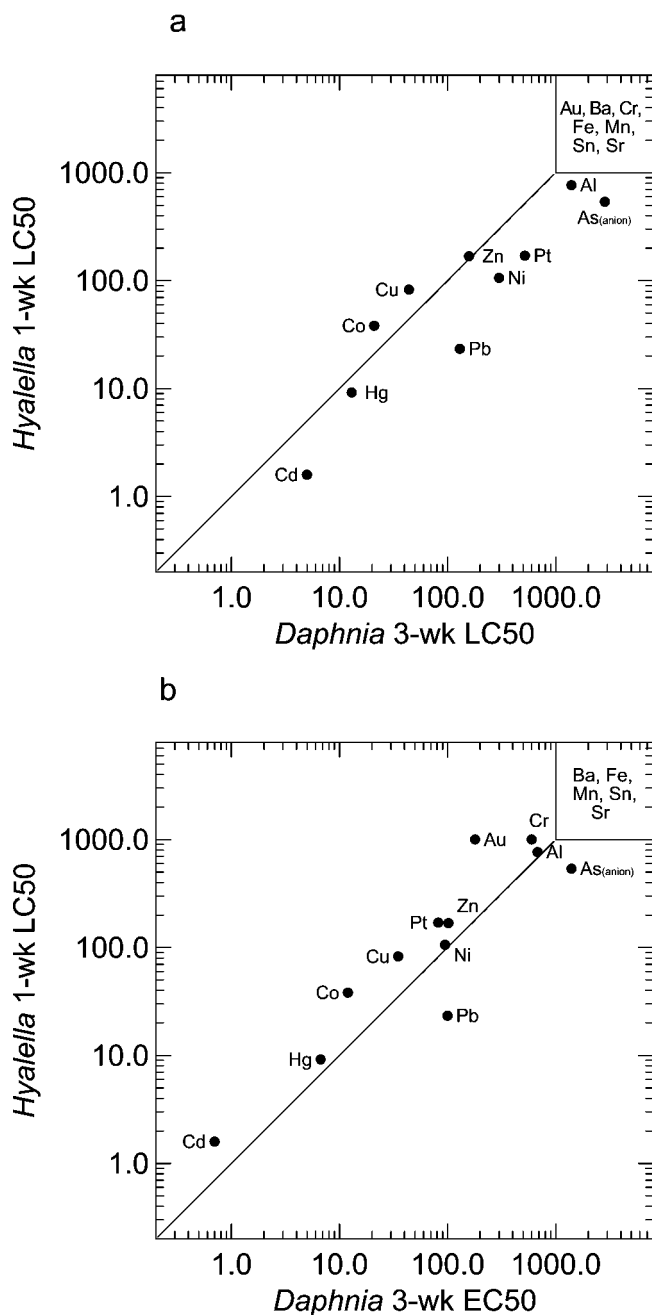 a
Hyalella 1-wk LC50
1000.0
100.0
10.0
1.0
Au, Ba, Cr,
Fe, Mn,
Sn, Sr
Al
As(anion)
Zn
Pt
Cu
Ni
Co
Pb
Hg
Cd
1.0 10.0 100.0 1000.0
Daphnia 3-wk LC50
b
Hyalella 1-wk LC50
1000.0
100.0
10.0
1.0
Ba, Fe,
Mn, Sn,
Sr
Cr
Au
Al
As(anion)
Zn
Pt
Cu
Ni
Co
Pb
Hg
Cd
1.0 10.0 100.0 1000.0
Daphnia 3-wk EC50